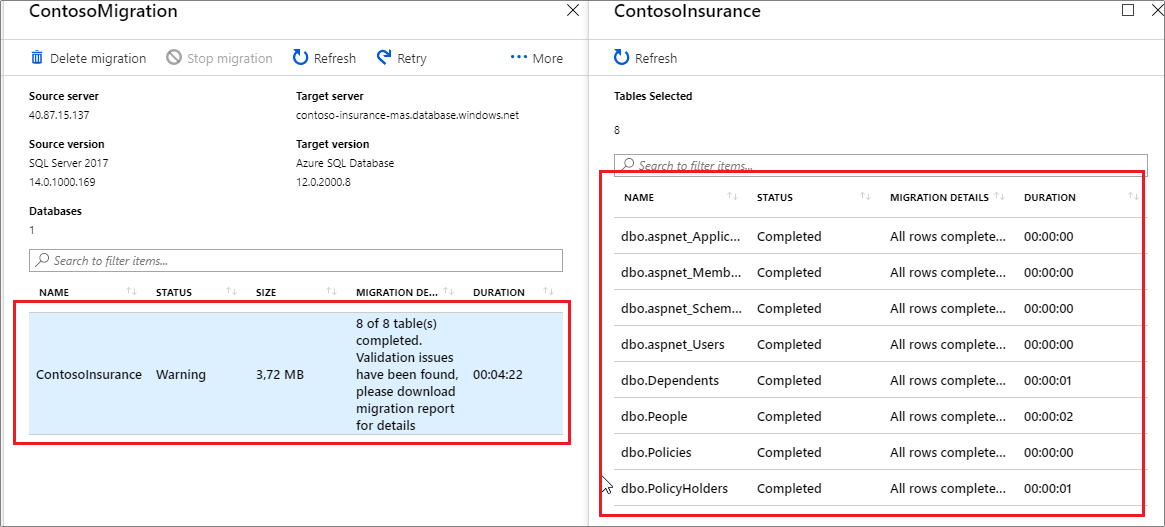 ContosoMigration
Delete migration Stop migration Refresh Retry ••• More
Source server Target server
40.87.15.137 contoso-insurance-mas.database.windows.net
Source version Target version
SQL Server 2017 Azure SQL Database
14.0.1000.169 12.0.2000.8
Databases
1
Search to filter items...
NAME STATUS SIZE MIGRATION DE... DURATION
ContosoInsurance Warning 3,72 MB 8 of 8 table(s)
completed.
Validation issues
have been found,
please download
migration report
for details 00:04:22
ContosoInsurance
Refresh
Tables Selected
8
Search to filter items...
NAME STATUS MIGRATION DETAILS DURATION
dbo.aspnet_Applic... Completed All rows complete... 00:00:00
dbo.aspnet_Memb... Completed All rows complete... 00:00:00
dbo.aspnet_Schem... Completed All rows complete... 00:00:00
dbo.aspnet_Users Completed All rows complete... 00:00:00
dbo.Dependents Completed All rows complete... 00:00:01
dbo.People Completed All rows complete... 00:00:02
dbo.Policies Completed All rows complete... 00:00:00
dbo.PolicyHolders Completed All rows complete... 00:00:01